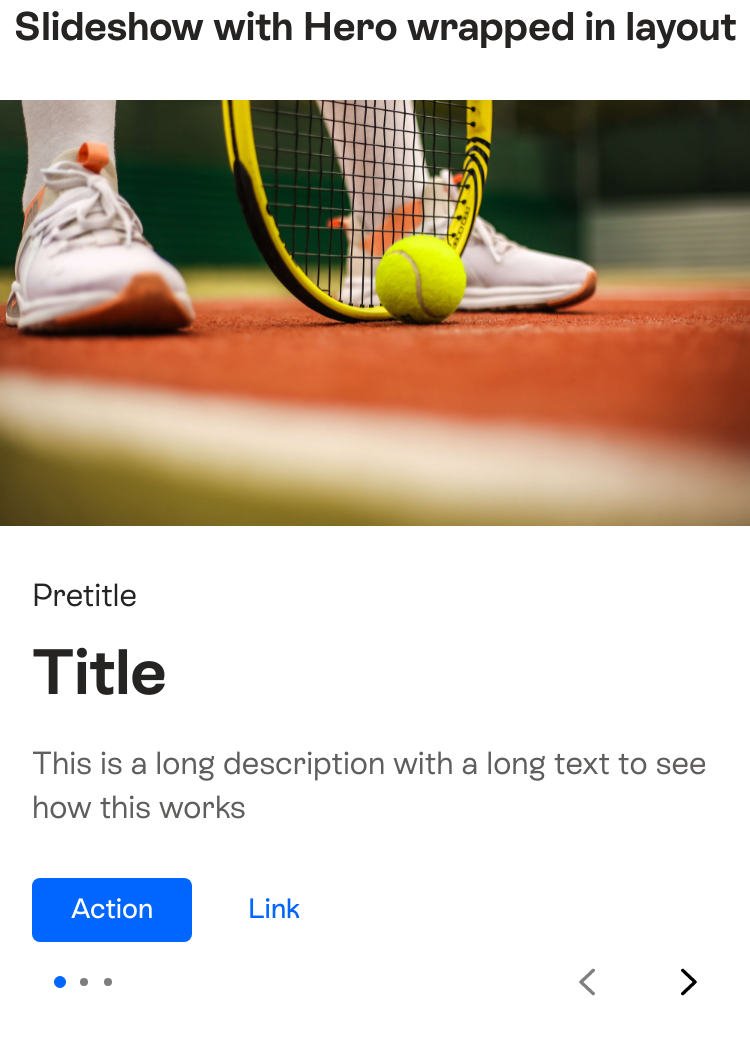 Slideshow with Hero wrapped in layout
Pretitle
Title
This is a long description with a long text to see
how this works
Action
Link